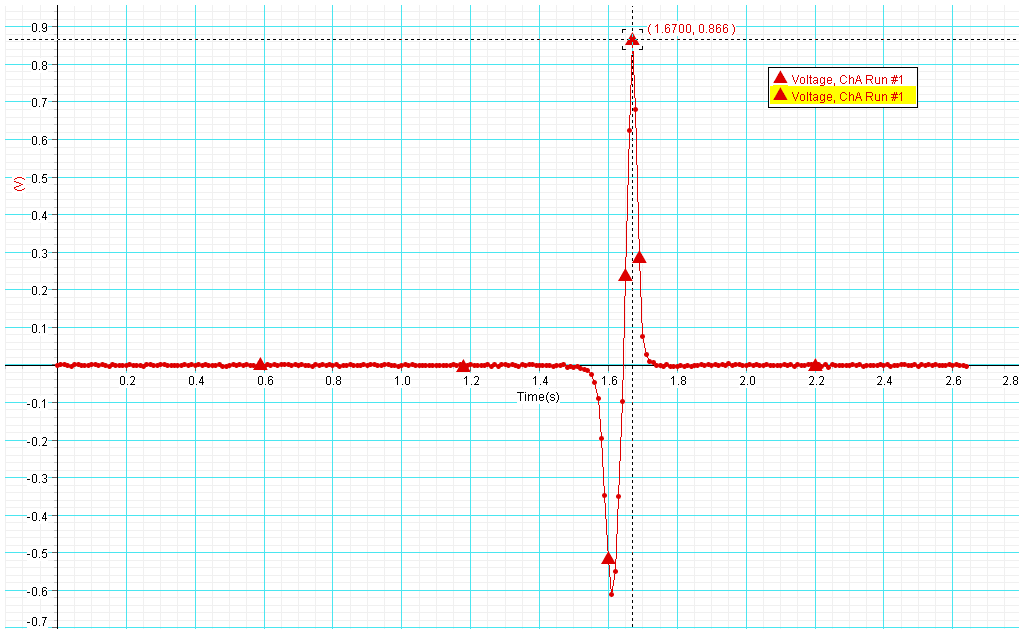 0.9
( 1.6700, 0.866 )
0.8
Voltage, ChA Run #1
Voltage, ChA Run #1
0.7
0.6
0.5
(V)
0.4
0.3
0.2
0.1
0.2 0.4 0.6 0.8 1.0 1.2 1.4 1.6 1.8 2.0 2.2 2.4 2.6 2.8
Time(s)
-0.1
-0.2
-0.3
-0.4
-0.5
-0.6
-0.7